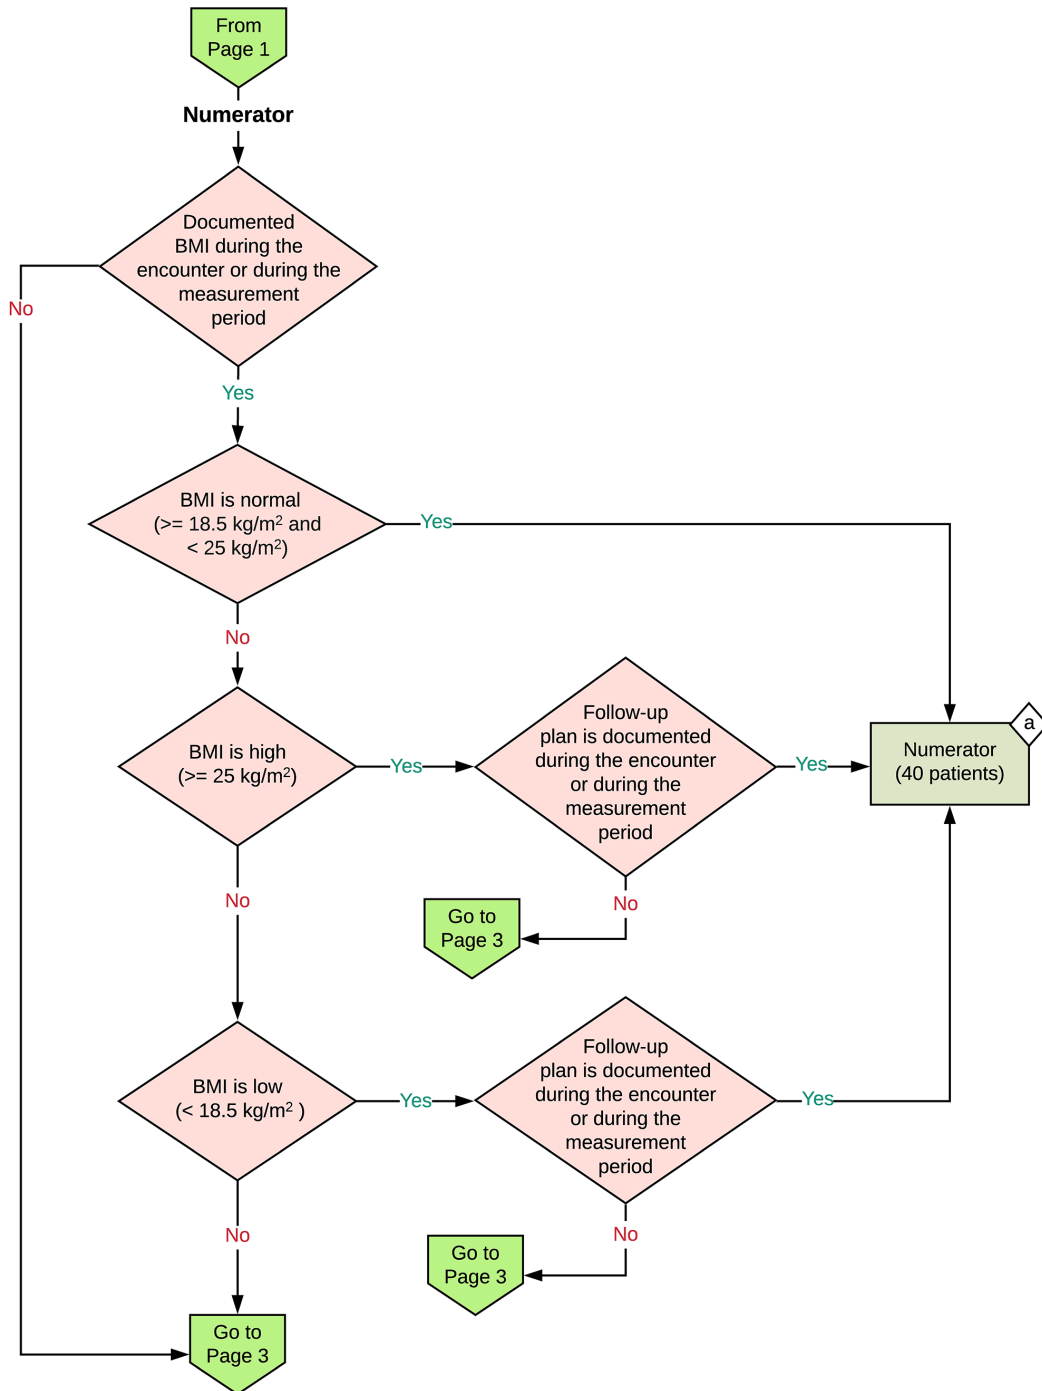 From
Page 1
Numerator
Documented
BMI during the
encounter or during the
measurement
period
No
Yes
BMI is normal
(>= 18.5 kg/m² and
< 25 kg/m²)
Yes
No
BMI is high
(>= 25 kg/m²)
Yes
Follow-up
plan is documented
during the encounter
or during the
measurement
period
Yes
Numerator
(40 patients)
a
No
Go to
Page 3
No
BMI is low
(< 18.5 kg/m² )
Yes
Follow-up
plan is documented
during the encounter
or during the
measurement
period
Yes
No
Go to
Page 3
No
Go to
Page 3